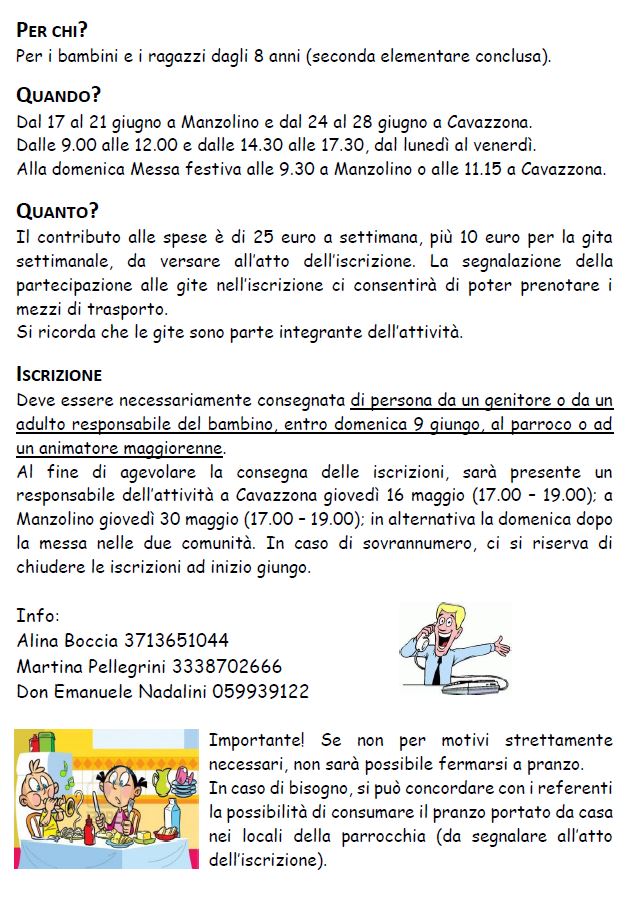 PER CHI?
Per i bambini e i ragazzi dagli 8 anni (seconda elementare conclusa).
QUANDO?
Dal 17 al 21 giugno a Manzolino e dal 24 al 28 giugno a Cavazzona.
Dalle 9.00 alle 12.00 e dalle 14.30 alle 17.30, dal lunedì al venerdì.
Alla domenica Messa festiva alle 9.30 a Manzolino o alle 11.15 a Cavazzona.
QUANTO?
Il contributo alle spese è di 25 euro a settimana, più 10 euro per la gita
settimanale, da versare all'atto dell'iscrizione. La segnalazione della
partecipazione alle gite nell'iscrizione ci consentirà di poter prenotare i
mezzi di trasporto.
Si ricorda che le gite sono parte integrante dell'attività.
ISCRIZIONE
Deve essere necessariamente consegnata di persona da un genitore o da un
adulto responsabile del bambino, entro domenica 9 giungo, al parroco o ad
un animatore maggiorenne.
Al fine di agevolare la consegna delle iscrizioni, sarà presente un
responsabile dell'attività a Cavazzona giovedì 16 maggio (17.00 – 19.00); a
Manzolino giovedì 30 maggio (17.00 – 19.00); in alternativa la domenica dopo
la messa nelle due comunità. In caso di sovrannumero, ci si riserva di
chiudere le iscrizioni ad inizio giungo.
Info:
Alina Boccia 3713651044
Martina Pellegrini 3338702666
Don Emanuele Nadalini 059939122
Importante! Se non per motivi strettamente
necessari, non sarà possibile fermarsi a pranzo.
In caso di bisogno, si può concordare con i referenti
la possibilità di consumare il pranzo portato da casa
nei locali della parrocchia (da segnalare all'atto
dell'iscrizione).